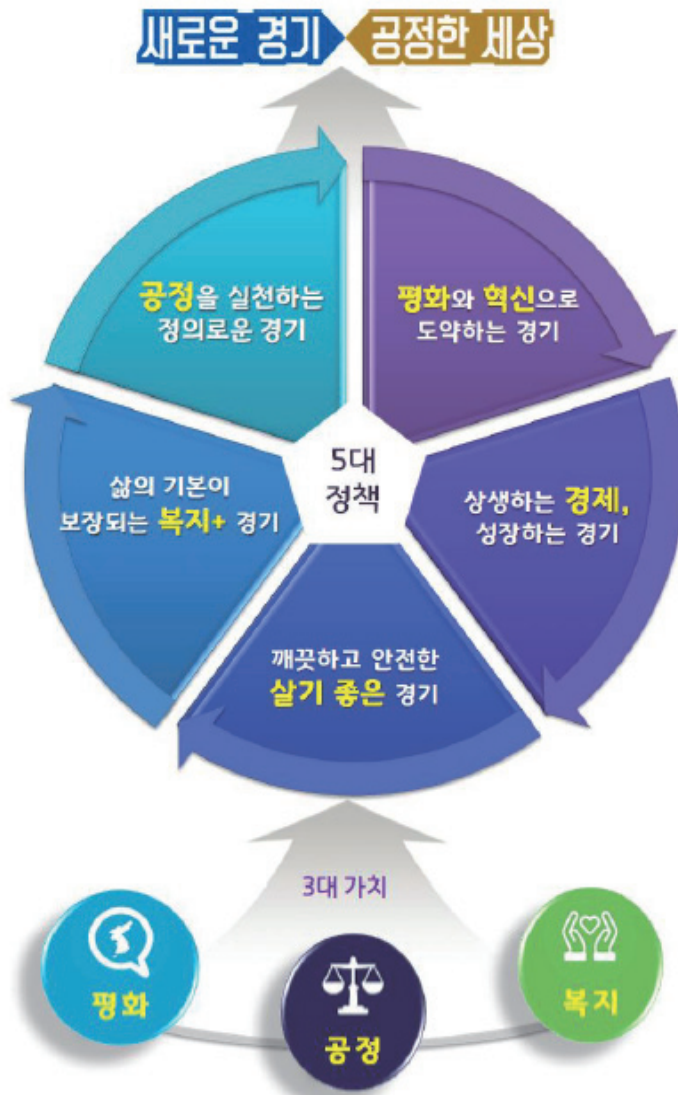 새로운 경기 공정한 세상
공정을 실천하는
정의로운 경기
평화와 혁신으로
도약하는 경기
삶의 기본이
보장되는 복지+ 경기
5대
정책
상생하는 경제,
성장하는 경기
깨끗하고 안전한
살기 좋은 경기
3대 가치
평화
공정
복지